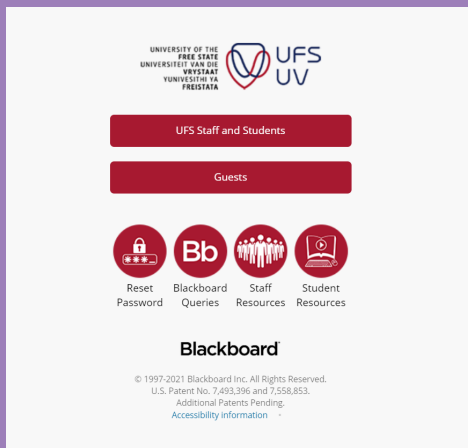 UNIVERSITY OF THE
FREE STATE
UNIVERSITEIT VAN DIE
VRYSTAAT
YUNIVESITHI YA
FREISTATA
UFS
UV
UFS Staff and Students
Guests
***_
Bb
Reset Password
Blackboard Queries
Staff Resources
Student Resources
Blackboard
© 1997-2021 Blackboard Inc. All Rights Reserved.
U.S. Patent No. 7,493,396 and 7,558,853.
Additional Patents Pending.
Accessibility information